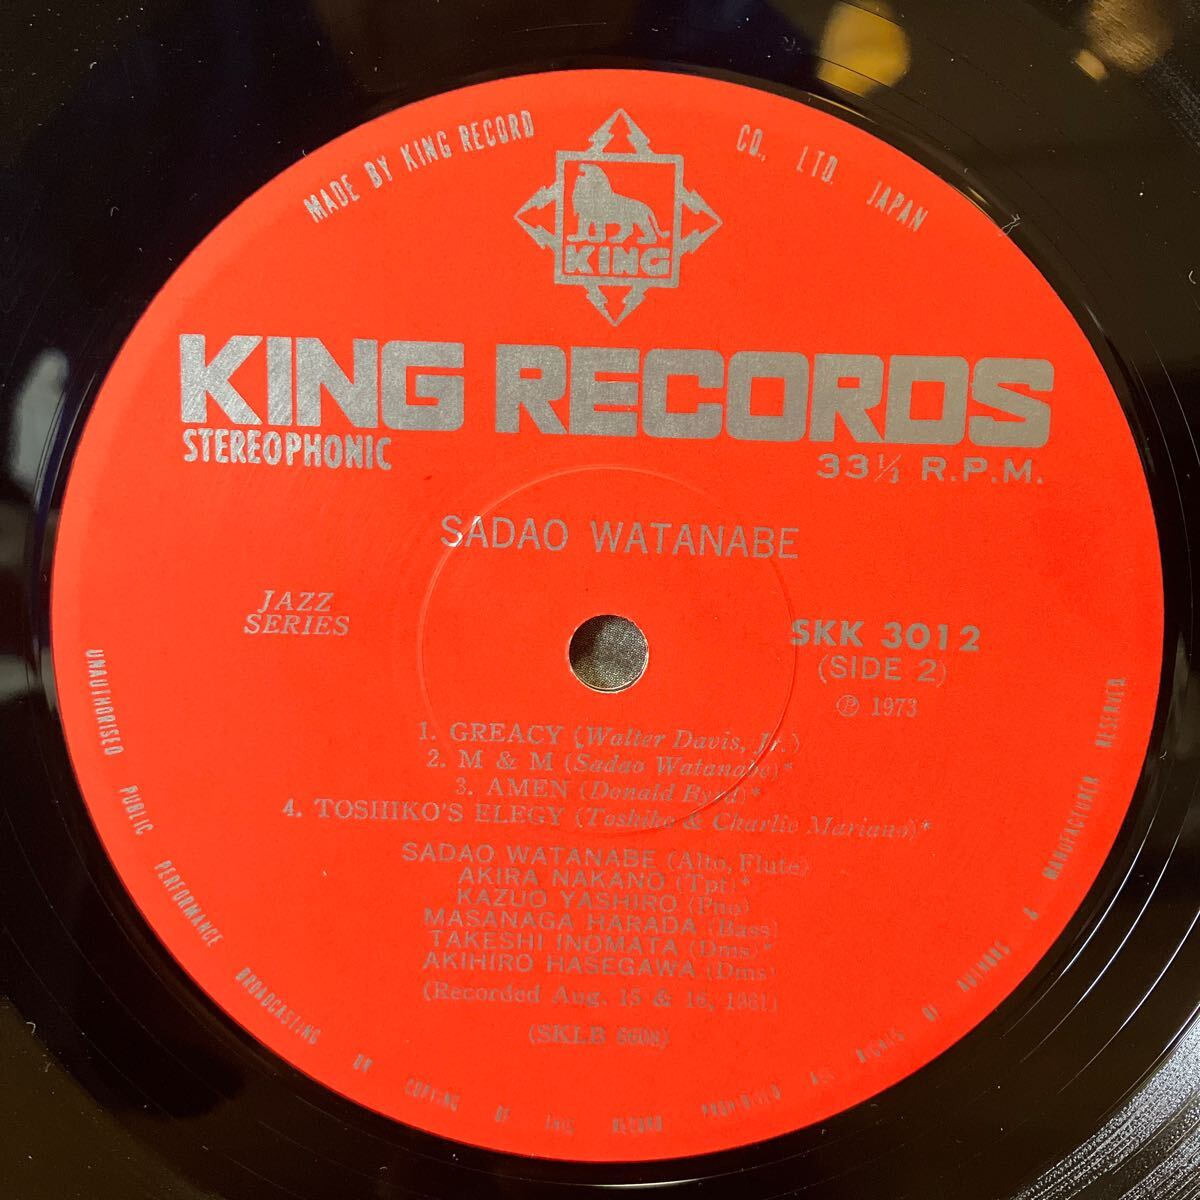 MADE BY KING RECORD CO., LTD. JAPAN
KING
KING RECORDS
STEREOPHONIC
33⅓ R.P.M.
SADAO WATANABE
JAZZ
SERIES
SKK 3012
(SIDE 2)
Ⓟ 1973
1. GREACY (Walter Davis, Jr.)
2. M & M (Sadao Watanabe)*
3. AMEN (Donald Byrd)*
4. TOSHIKO'S ELEGY (Toshiko & Charlie Mariano)*
SADAO WATANABE (Alto, Flute)
AKIRA NAKANO (Tpt)*
KAZUO YASHIRO (Pno)
MASANAGA HARADA (Bass)
TAKESHI INOMATA (Dms)*
AKIHIRO HASEGAWA (Dms)
(Recorded Aug. 15 & 16, 1961)
(SKLB 6608)
UNAUTHORISED PUBLIC PERFORMANCE BROADCASTING OR COPYING OF THIS RECORD PROHIBITED ALL RIGHTS OF AUTHORS & MANUFACTURER RESERVED.